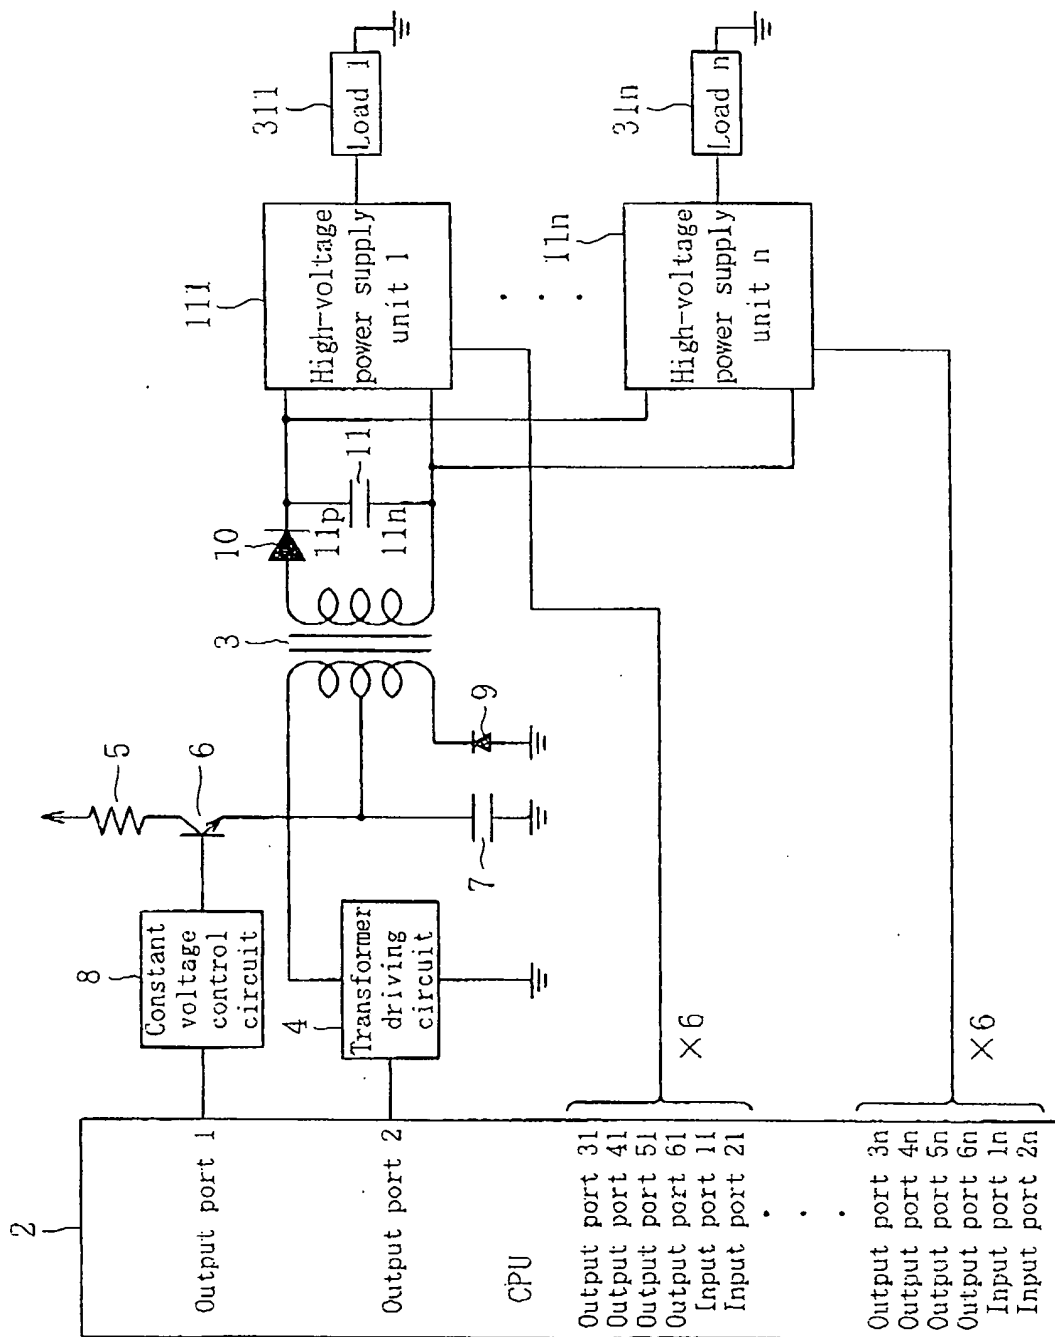 2
Output port 1
Output port 2
CPU
Output port 31
Output port 41
Output port 51
Output port 61
Input port 11
Input port 21
Output port 3n
Output port 4n
Output port 5n
Output port 6n
Input port 1n
Input port 2n
×6
×6
8
Constant
voltage
control
circuit
4
Transformer
driving
circuit
5
6
7
9
3
10
11p
11
11n
111
High-voltage
power supply
unit 1
11n
High-voltage
power supply
unit n
311
Load 1
31n
Load n